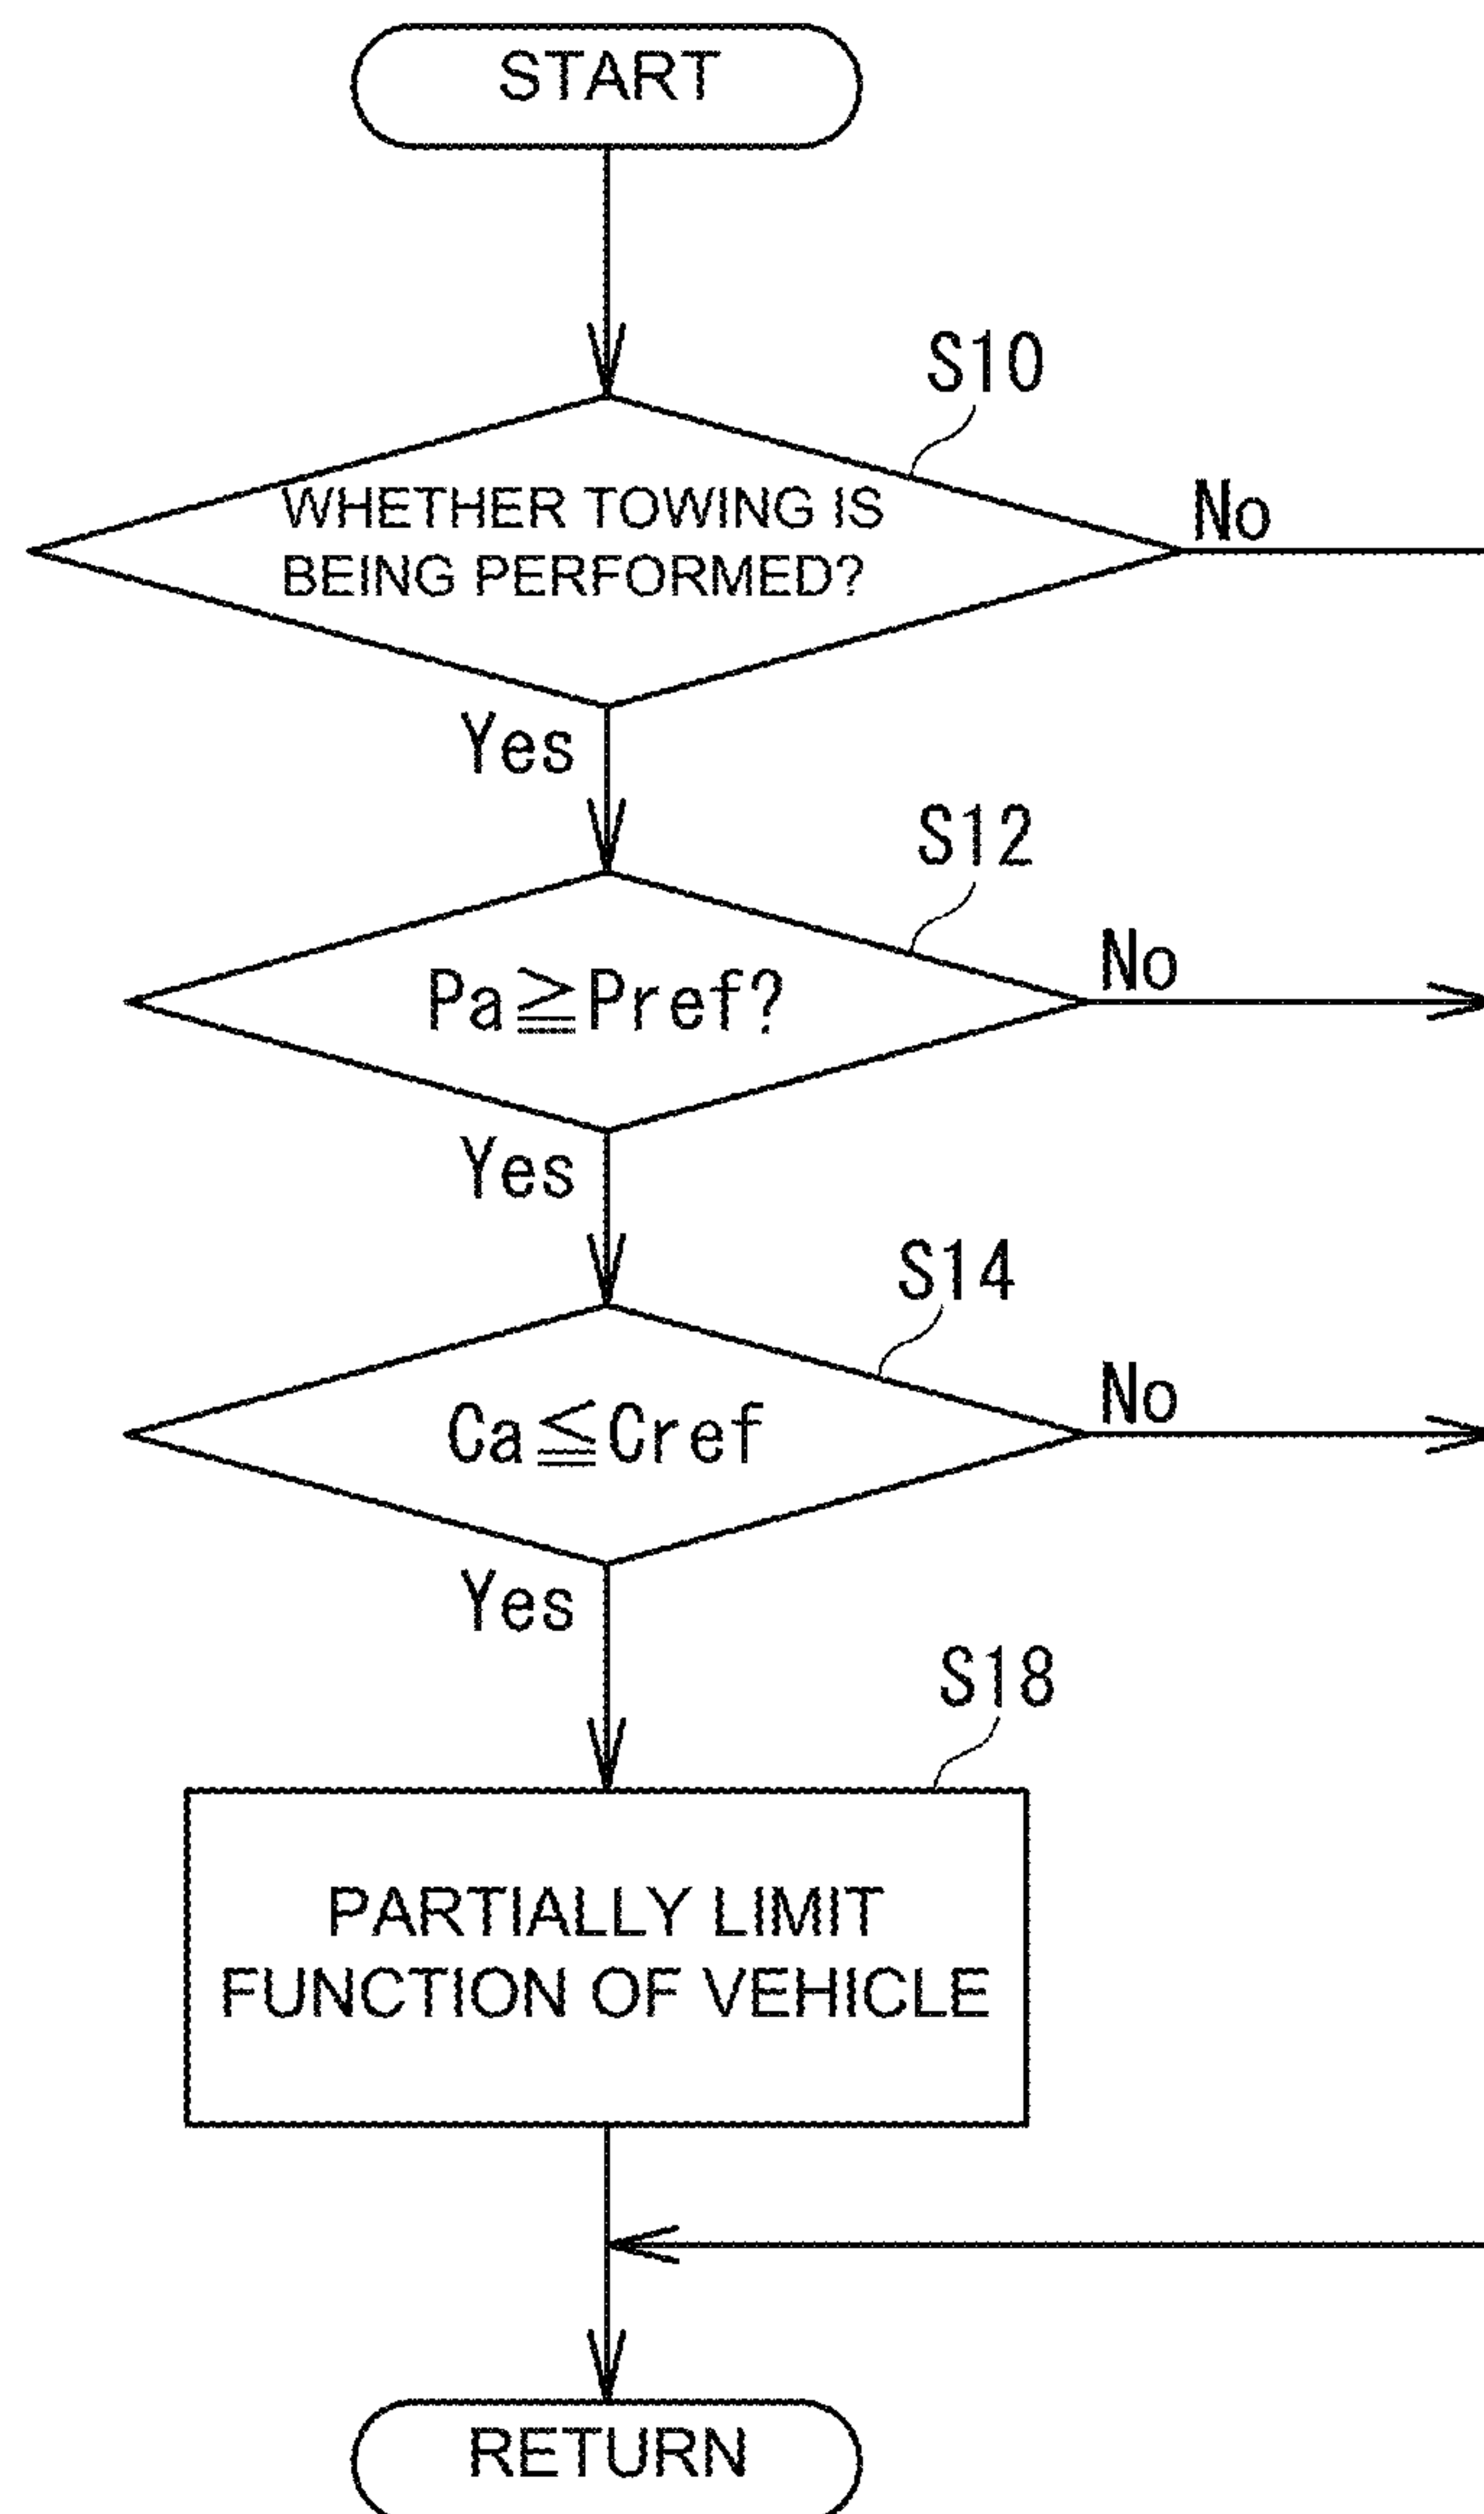 START
S10
WHETHER TOWING IS
BEING PERFORMED?
No
Yes
S12
Pa≧Pref?
No
Yes
S14
Ca≦Cref
No
Yes
S18
PARTIALLY LIMIT
FUNCTION OF VEHICLE
RETURN